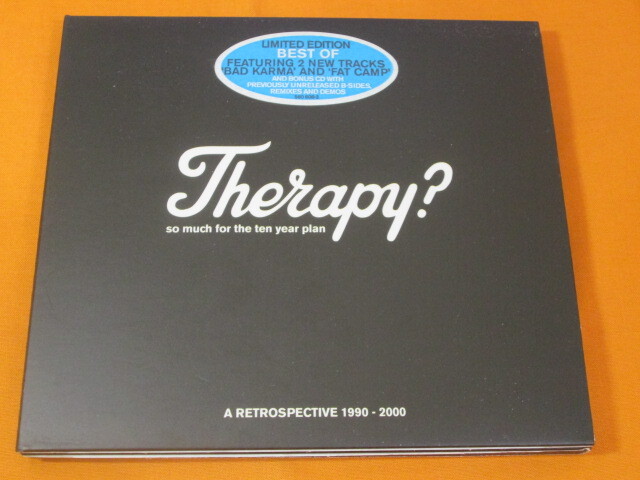 LIMITED EDITION
BEST OF
FEATURING 2 NEW TRACKS
'BAD KARMA' AND 'FAT CAMP'
AND BONUS CD WITH
PREVIOUSLY UNRELEASED B-SIDES,
REMIXES AND DEMOS
Therapy?
so much for the ten year plan
A RETROSPECTIVE 1990 - 2000